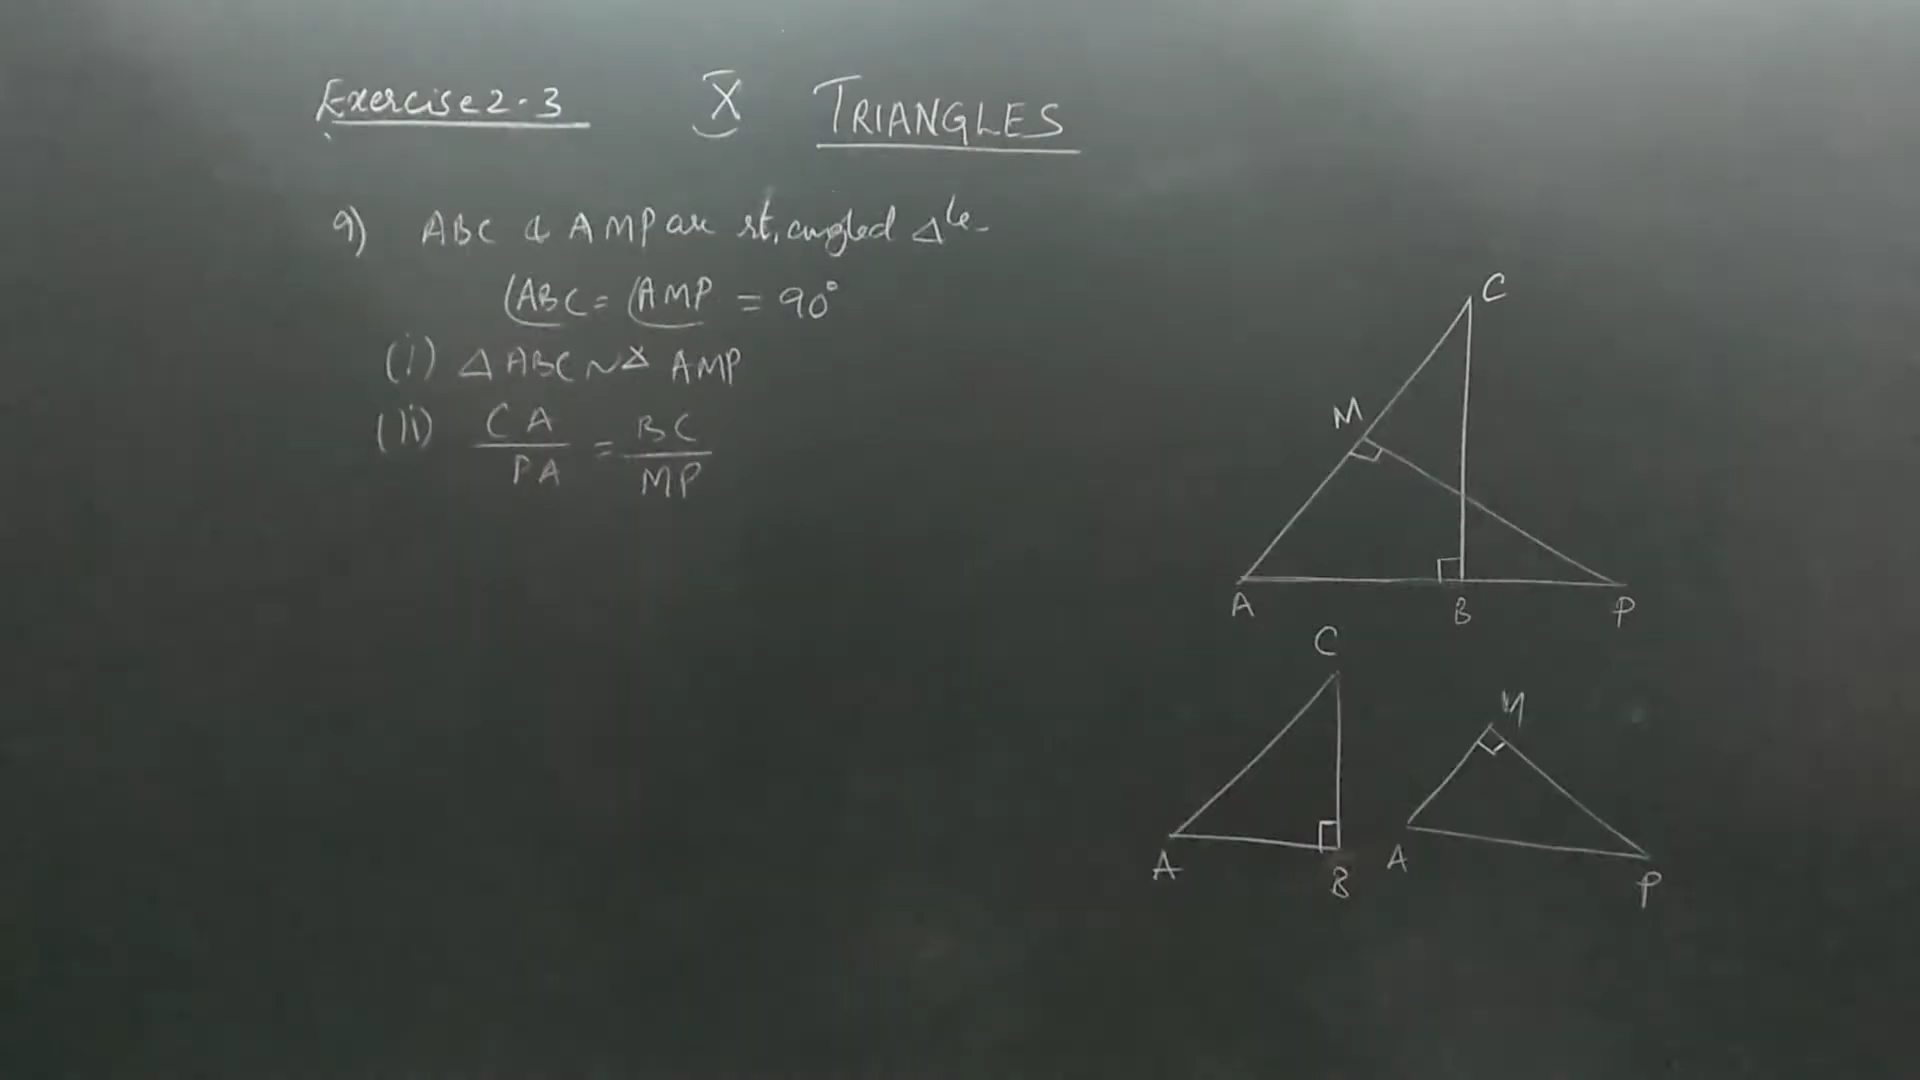 Exercise 2.3 X TRIANGLES
9) ABC & AMP are rt. angled Δle
∠ABC = ∠AMP = 90°
(i) Δ ABC ~ Δ AMP
(ii) CA/PA = BC/MP
C
M
A B P
C
M
A B A P